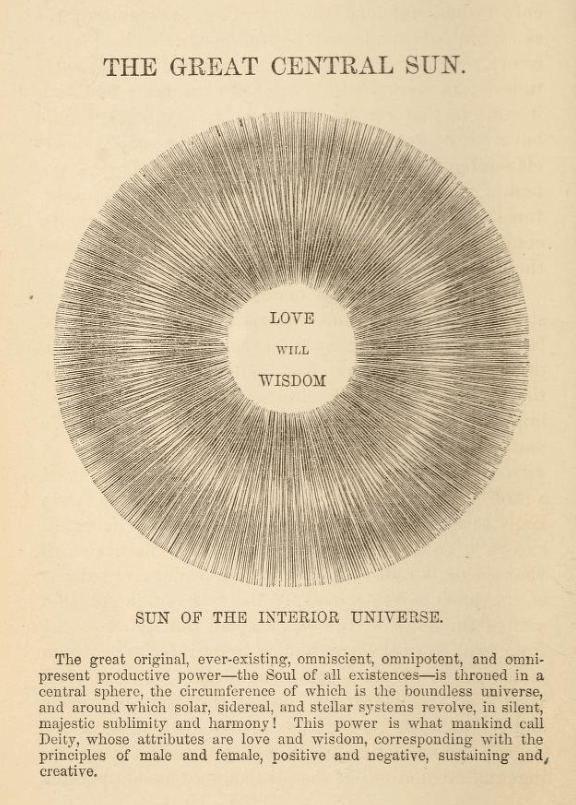 THE GREAT CENTRAL SUN.
LOVE
WILL
WISDOM
SUN OF THE INTERIOR UNIVERSE.
The great original, ever-existing, omniscient, omnipotent, and omni-
present productive power—the Soul of all existences—is throned in a
central sphere, the circumference of which is the boundless universe,
and around which solar, sidereal, and stellar systems revolve, in silent,
majestic sublimity and harmony! This power is what mankind call
Deity, whose attributes are love and wisdom, corresponding with the
principles of male and female, positive and negative, sustaining and
creative.